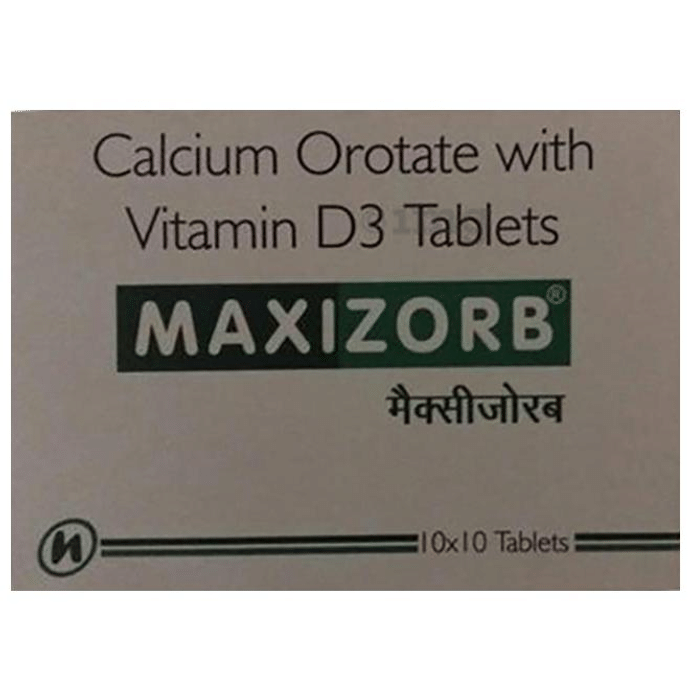 Calcium Orotate with
Vitamin D3 Tablets
MAXIZORB®
मैक्सीजोरब
10x10 Tablets